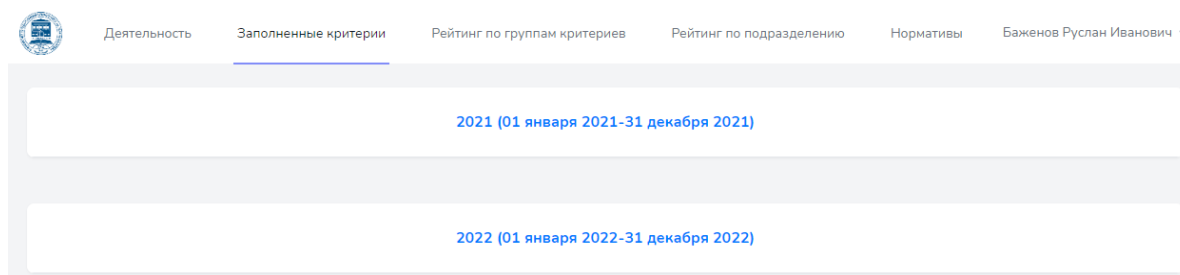 Деятельность Заполненные критерии Рейтинг по группам критериев Рейтинг по подразделению Нормативы Баженов Руслан Иванович
2021 (01 января 2021-31 декабря 2021)
2022 (01 января 2022-31 декабря 2022)